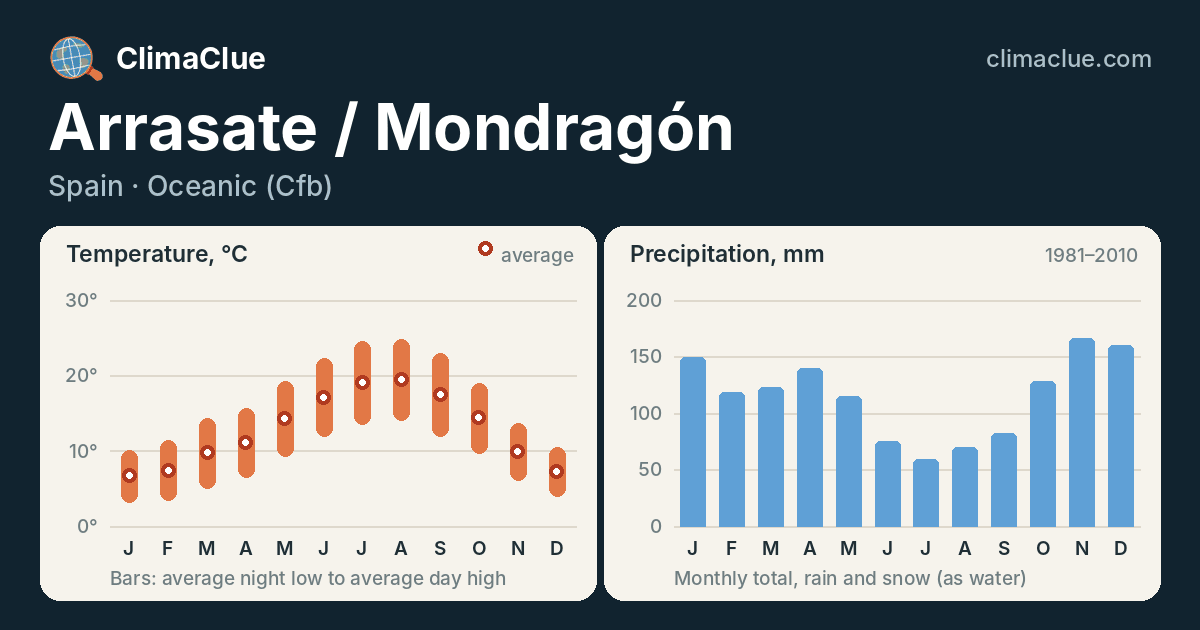 ClimaClue
climaclue.com
Arrasate / Mondragón
Spain · Oceanic (Cfb)
Temperature, °C
average
30°
20°
10°
0°
J F M A M J J A S O N D
Bars: average night low to average day high
Precipitation, mm
1981–2010
200
150
100
50
0
J F M A M J J A S O N D
Monthly total, rain and snow (as water)